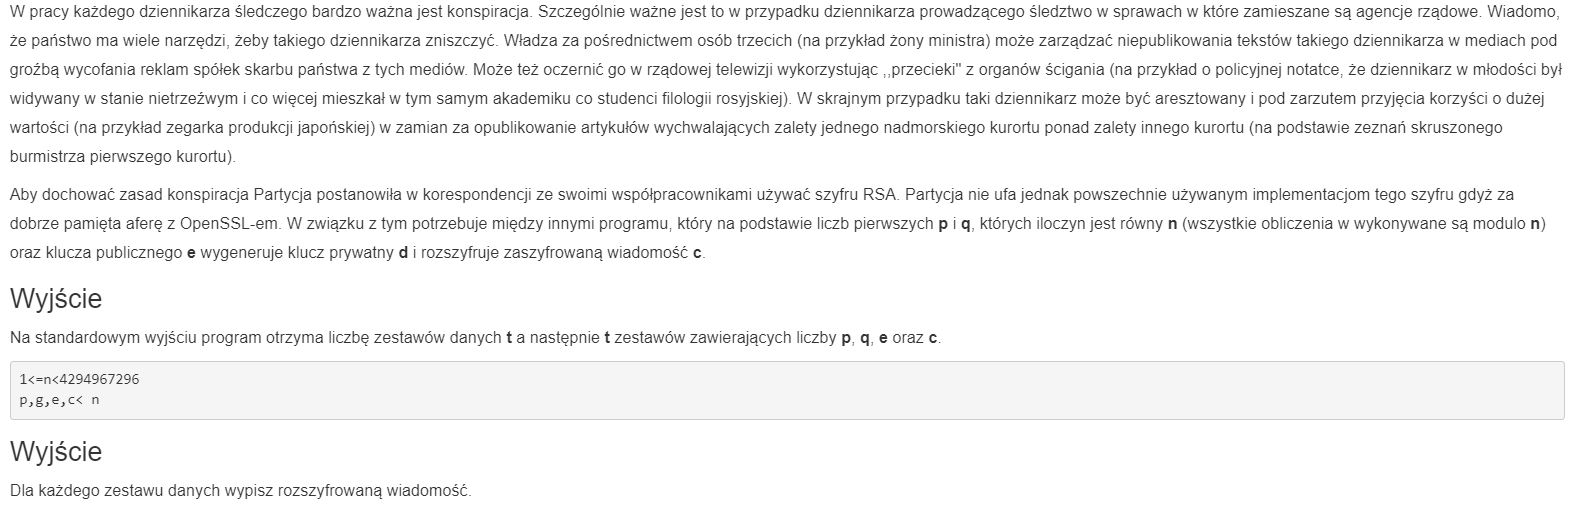 W pracy każdego dziennikarza śledczego bardzo ważna jest konspiracja. Szczególnie ważne jest to w przypadku dziennikarza prowadzącego śledztwo w sprawach w które zamieszane są agencje rządowe. Wiadomo,
że państwo ma wiele narzędzi, żeby takiego dziennikarza zniszczyć. Władza za pośrednictwem osób trzecich (na przykład żony ministra) może zarządzać niepublikowania tekstów takiego dziennikarza w mediach pod
groźbą wycofania reklam spółek skarbu państwa z tych mediów. Może też oczernić go w rządowej telewizji wykorzystując ,,przecieki" z organów ścigania (na przykład o policyjnej notatce, że dziennikarz w młodości był
widywany w stanie nietrzeźwym i co więcej mieszkał w tym samym akademiku co studenci filologii rosyjskiej). W skrajnym przypadku taki dziennikarz może być aresztowany i pod zarzutem przyjęcia korzyści o dużej
wartości (na przykład zegarka produkcji japońskiej) w zamian za opublikowanie artykułów wychwalających zalety jednego nadmorskiego kurortu ponad zalety innego kurortu (na podstawie zeznań skruszonego
burmistrza pierwszego kurortu).
Aby dochować zasad konspiracja Partycja postanowiła w korespondencji ze swoimi współpracownikami używać szyfru RSA. Partycja nie ufa jednak powszechnie używanym implementacjom tego szyfru gdyż za
dobrze pamięta aferę z OpenSSL-em. W związku z tym potrzebuje między innymi programu, który na podstawie liczb pierwszych p i q, których iloczyn jest równy n (wszystkie obliczenia w wykonywane są modulo n)
oraz klucza publicznego e wygeneruje klucz prywatny d i rozszyfruje zaszyfrowaną wiadomość c.
Wyjście
Na standardowym wyjściu program otrzyma liczbę zestawów danych t a następnie t zestawów zawierających liczby p, q, e oraz c.
1<=n<4294967296
p,g,e,c< n
Wyjście
Dla każdego zestawu danych wypisz rozszyfrowaną wiadomość.